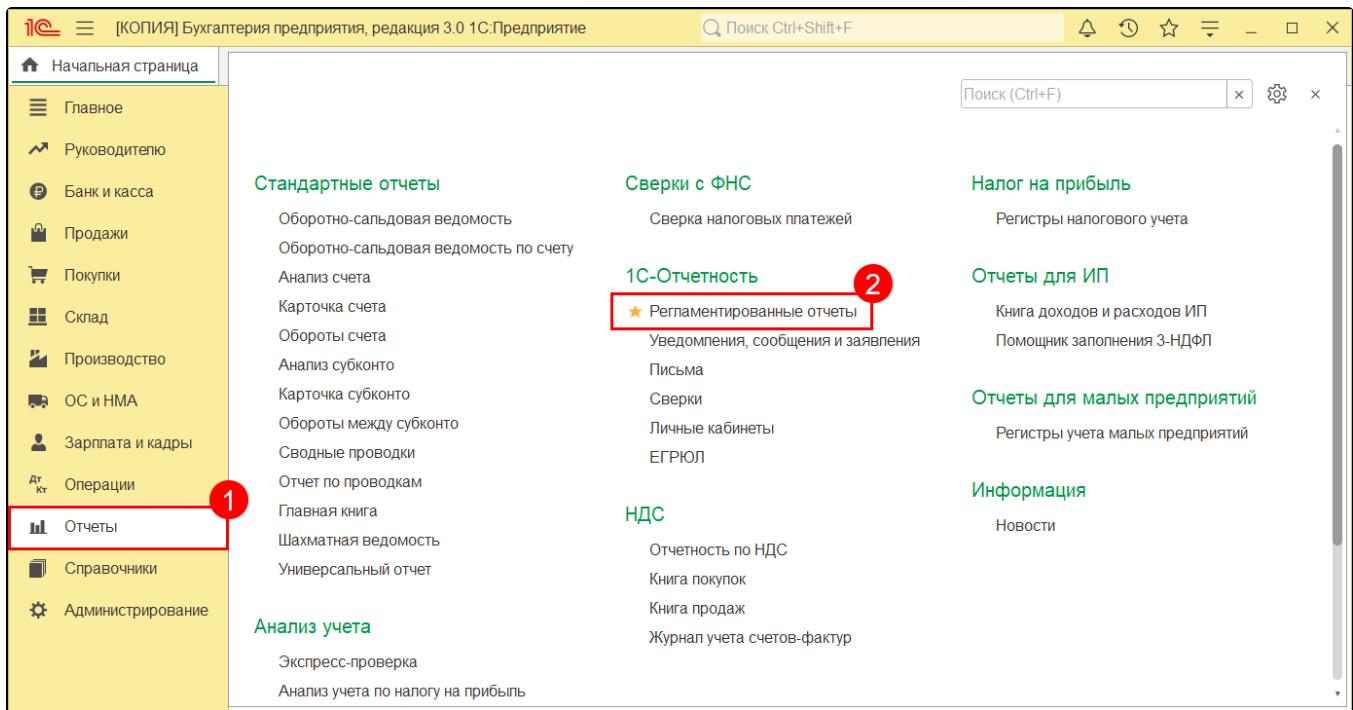 1С [КОПИЯ] Бухгалтерия предприятия, редакция 3.0 1С:Предприятие Поиск Ctrl+Shift+F
Начальная страница
Поиск (Ctrl+F)
Главное
Руководителю
Банк и касса
Продажи
Покупки
Склад
Производство
ОС и НМА
Зарплата и кадры
Дт
Кт
Операции
1
Отчеты
Справочники
Администрирование
Стандартные отчеты
Оборотно-сальдовая ведомость
Оборотно-сальдовая ведомость по счету
Анализ счета
Карточка счета
Обороты счета
Анализ субконто
Карточка субконто
Обороты между субконто
Сводные проводки
Отчет по проводкам
Главная книга
Шахматная ведомость
Универсальный отчет
Анализ учета
Экспресс-проверка
Анализ учета по налогу на прибыль
Сверки с ФНС
Сверка налоговых платежей
1С-Отчетность
2
Регламентированные отчеты
Уведомления, сообщения и заявления
Письма
Сверки
Личные кабинеты
ЕГРЮЛ
НДС
Отчетность по НДС
Книга покупок
Книга продаж
Журнал учета счетов-фактур
Налог на прибыль
Регистры налогового учета
Отчеты для ИП
Книга доходов и расходов ИП
Помощник заполнения 3-НДФЛ
Отчеты для малых предприятий
Регистры учета малых предприятий
Информация
Новости